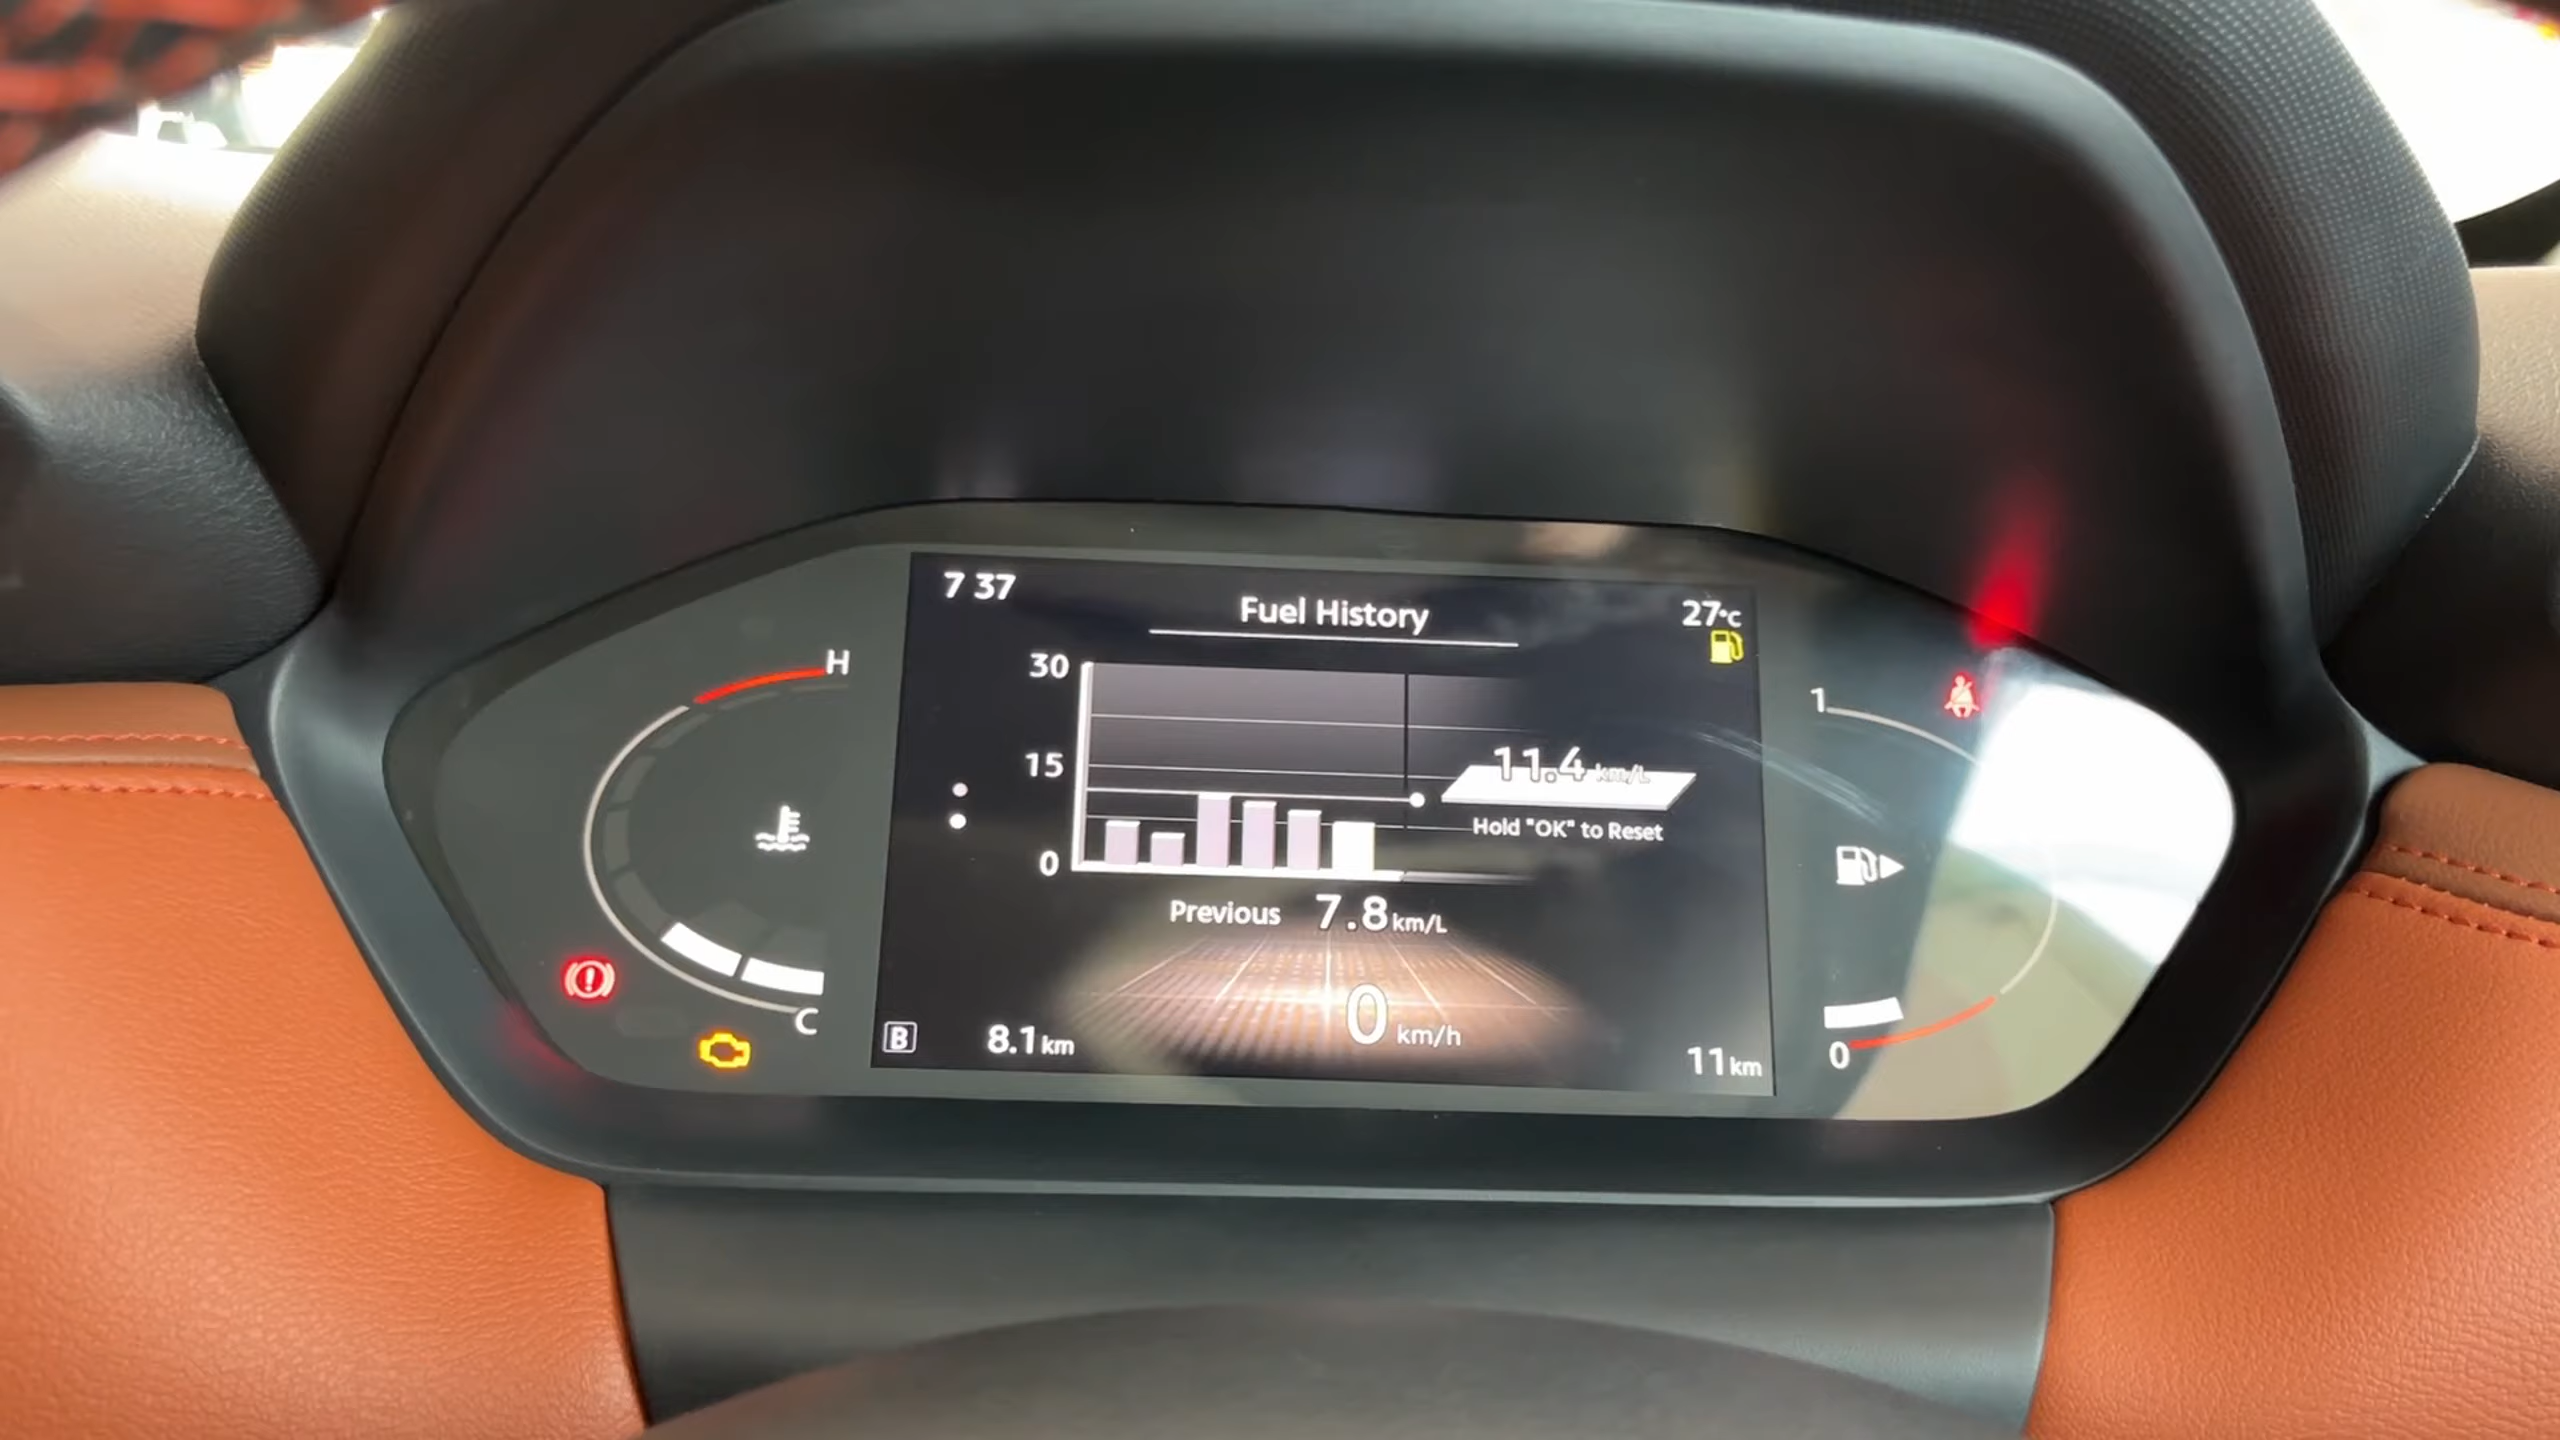 7 37
Fuel History
27°C
H
30
1
15
11.4 km/L
Hold "OK" to Reset
0
Previous 7.8 km/L
C
B 8.1 km
0 km/h
11 km
0